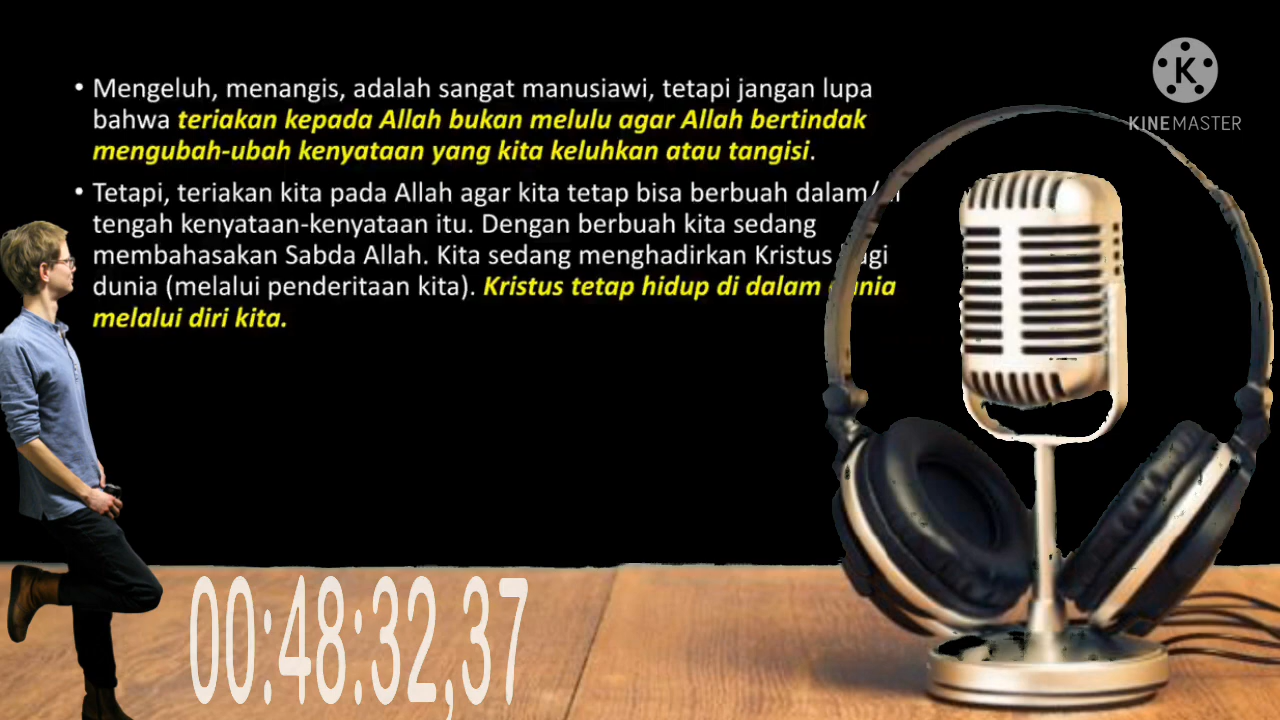 • Mengeluh, menangis, adalah sangat manusiawi, tetapi jangan lupa
bahwa teriakan kepada Allah bukan melulu agar Allah bertindak
mengubah-ubah kenyataan yang kita keluhkan atau tangisi.
• Tetapi, teriakan kita pada Allah agar kita tetap bisa berbuah
tengah kenyataan-kenyataan itu. Dengan berbuah kita sedang
membahasakan Sabda Allah. Kita sedang menghadirkan Kristus
dunia (melalui penderitaan kita). Kristus tetap hidup di dalam
melalui diri kita.
K
KINEMASTER
00:48:32,37